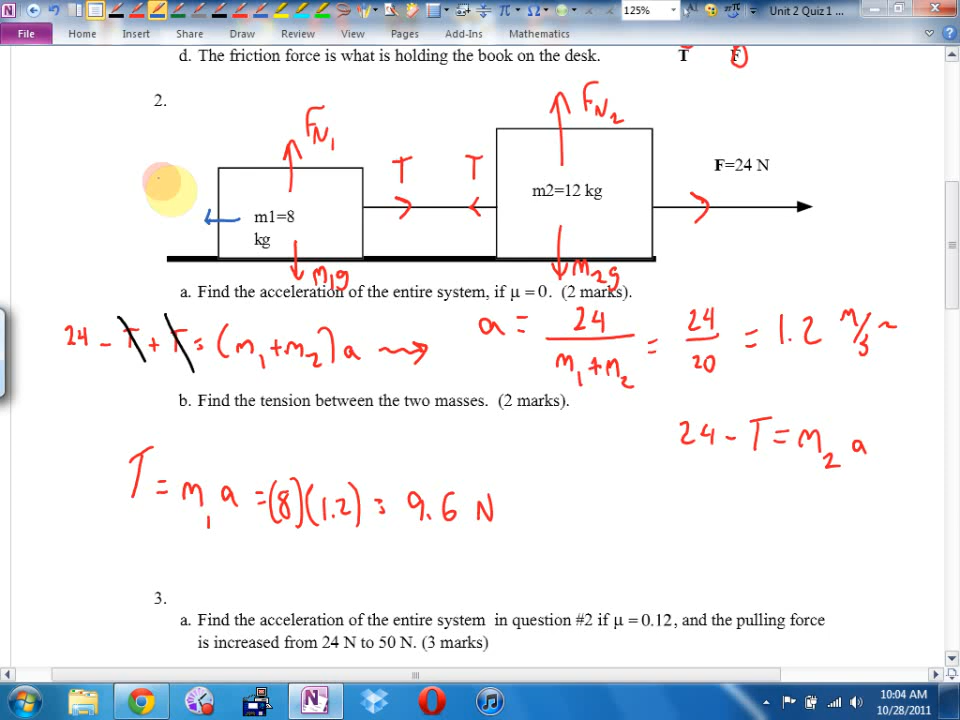 125%
Unit 2 Quiz 1 ...
File Home Insert Share Draw Review View Pages Add-Ins Mathematics
d. The friction force is what is holding the book on the desk. T F
2.
FN1
FN2
T T
F=24 N
m2=12 kg
m1=8
kg
m1g
m2g
a. Find the acceleration of the entire system, if μ = 0. (2 marks).
24 - T + T = (m1+m2) a
a = 24 / m1+m2 = 24 / 20 = 1.2 m/s
b. Find the tension between the two masses. (2 marks).
24 - T = m2 a
T = m1 a = (8)(1.2) = 9.6 N
3.
a. Find the acceleration of the entire system in question #2 if μ = 0.12, and the pulling force
is increased from 24 N to 50 N. (3 marks)
10:04 AM
10/28/2011